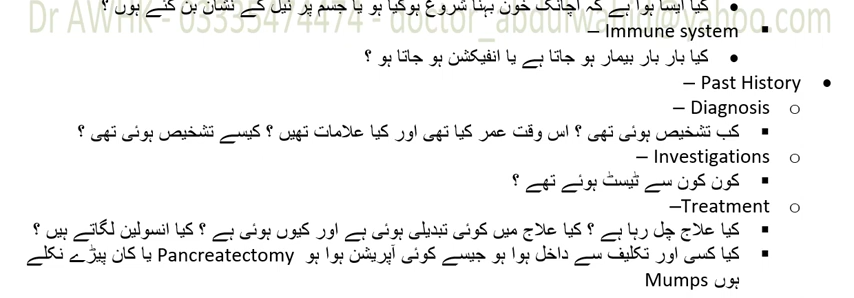 Dr AWHK - 03335474474 - doctor_abdulwahid@yahoo.com
کیا ایسا ہوا ہے کہ اچانک خون بہنا شروع ہوگیا ہو یا جسم پر نیل کے نشان بن گئے ہوں ؟
Immune system –
کیا بار بار بیمار ہو جاتا ہے یا انفیکشن ہو جاتا ہو ؟
Past History –
Diagnosis –
کب تشخیص ہوئی تھی ؟ اس وقت عمر کیا تھی اور کیا علامات تھیں ؟ کیسے تشخیص ہوئی تھی ؟
Investigations –
کون کون سے ٹیسٹ ہوئے تھے ؟
Treatment–
کیا علاج چل رہا ہے ؟ کیا علاج میں کوئی تبدیلی ہوئی ہے اور کیوں ہوئی ہے ؟ کیا انسولین لگاتے ہیں ؟
کیا کسی اور تکلیف سے داخل ہوا ہو جیسے کوئی آپریشن ہوا ہو Pancreatectomy یا کان پیڑے نکلے
ہوں Mumps